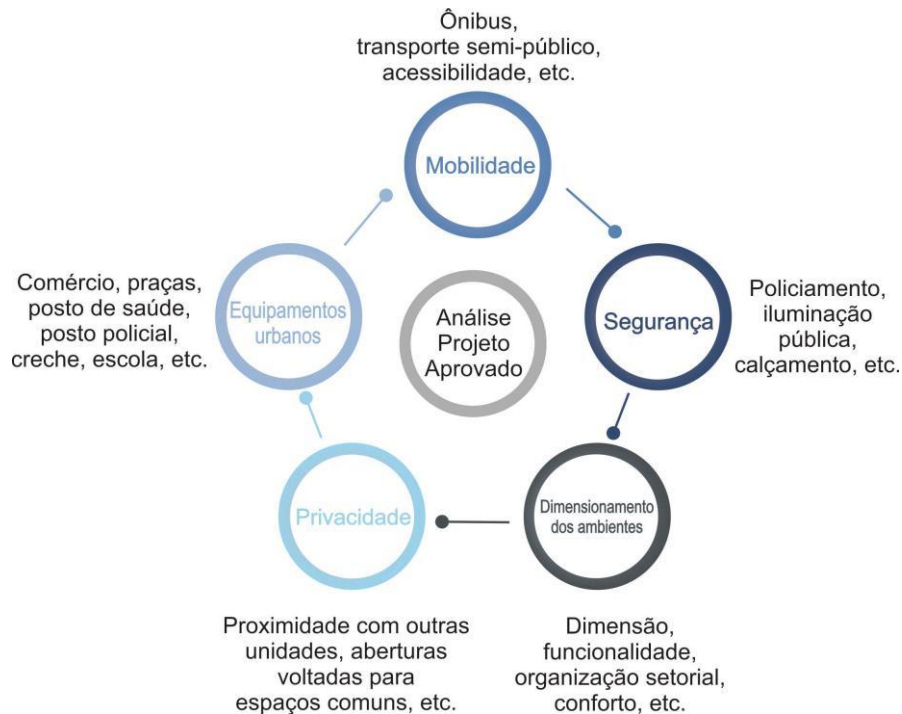 Ônibus,
transporte semi-público,
acessibilidade, etc.
Mobilidade
Segurança
Policiamento,
iluminação
pública,
calçamento, etc.
Dimensionamento
dos ambientes
Dimensão,
funcionalidade,
organização setorial,
conforto, etc.
Privacidade
Proximidade com outras
unidades, aberturas
voltadas para
espaços comuns, etc.
Equipamentos
urbanos
Comércio, praças,
posto de saúde,
posto policial,
creche, escola, etc.
Análise
Projeto
Aprovado